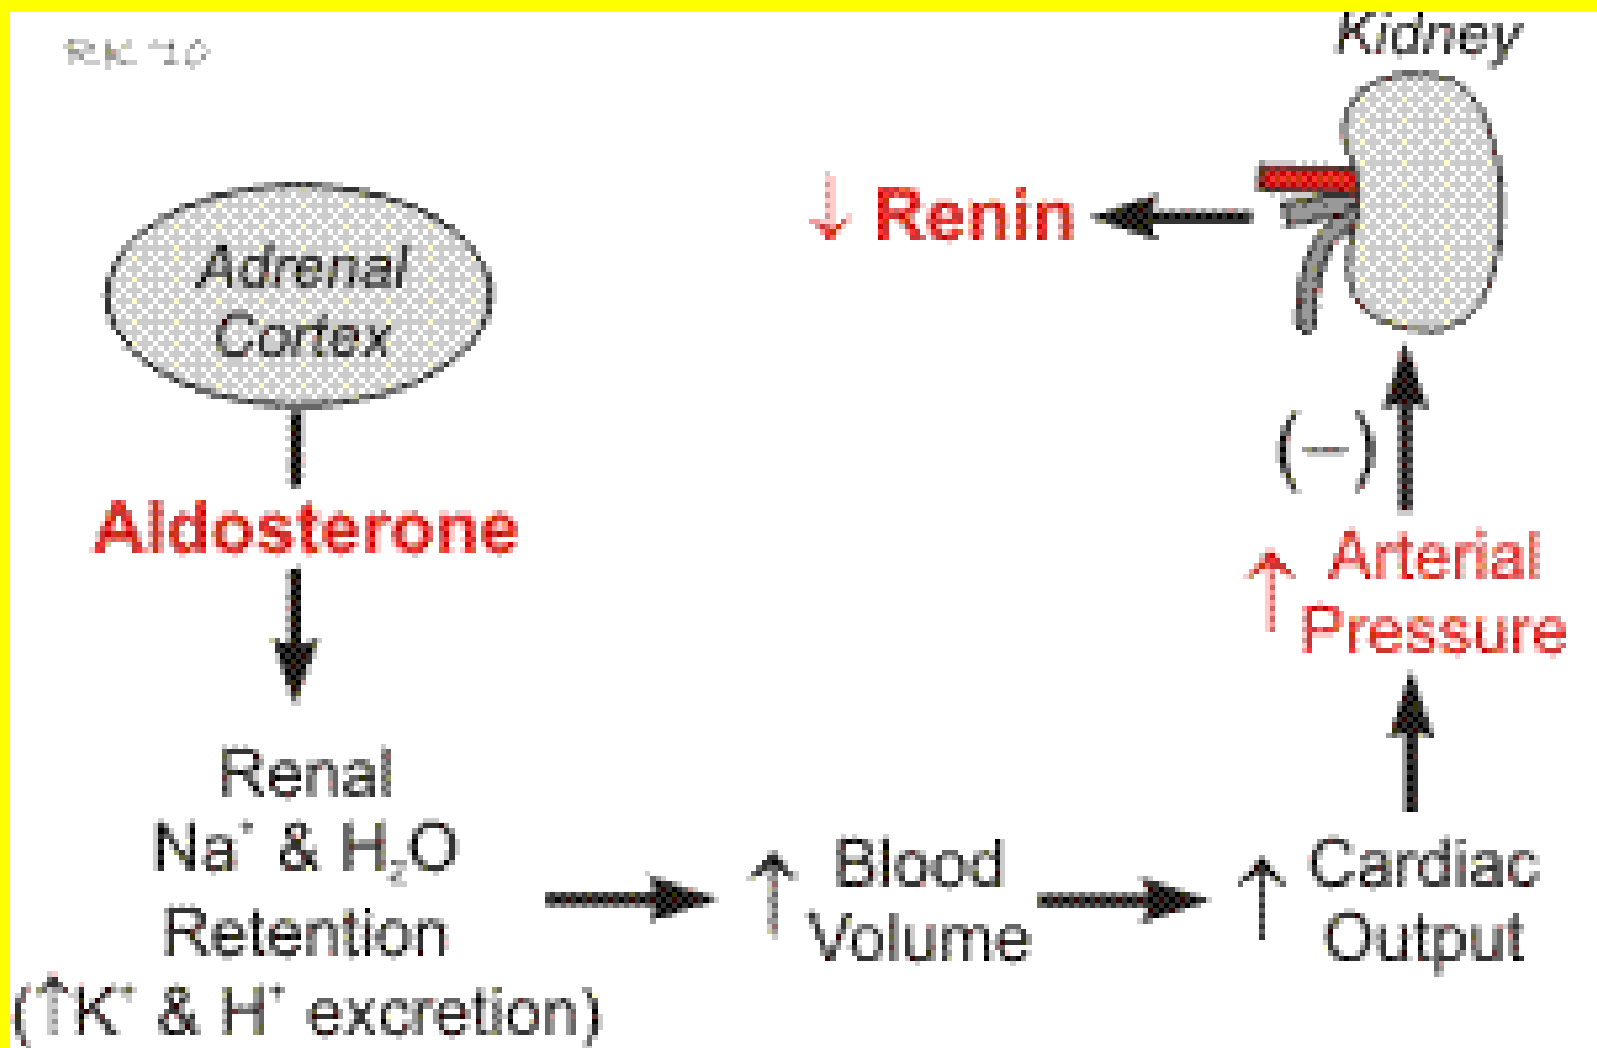 RK '10
Kidney
↓ Renin
Adrenal
Cortex
Aldosterone
(−)
↑ Arterial
Pressure
Renal
Na⁺ & H₂O
Retention
(↑K⁺ & H⁺ excretion)
↑ Blood
Volume
↑ Cardiac
Output